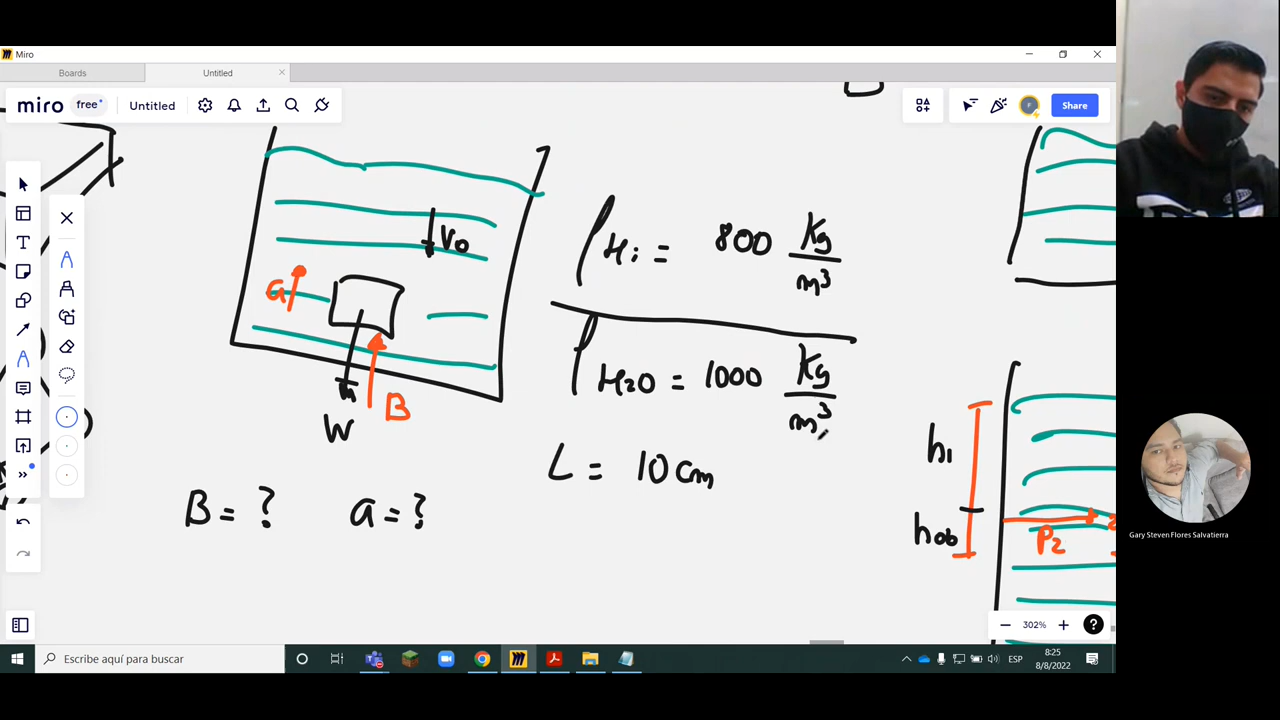 Miro
Boards
Untitled
miro free
Untitled
Share
V₀
a
W
B
ρHi = 800 Kg/m³
ρH₂O = 1000 Kg/m³
L = 10 cm
B = ?
a = ?
h₁
hob
P₂
Gary Steven Flores Salvatierra
302%
Escribe aquí para buscar
ESP
8:25
8/8/2022